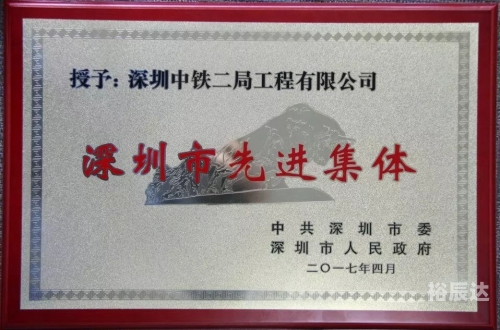 授予：深圳中铁二局工程有限公司
深圳市先进集体
中共深圳市委
深圳市人民政府
二〇一七年四月
裕辰达